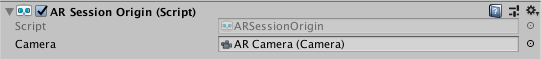 AR Session Origin (Script)
Script ARSessionOrigin
Camera AR Camera (Camera)